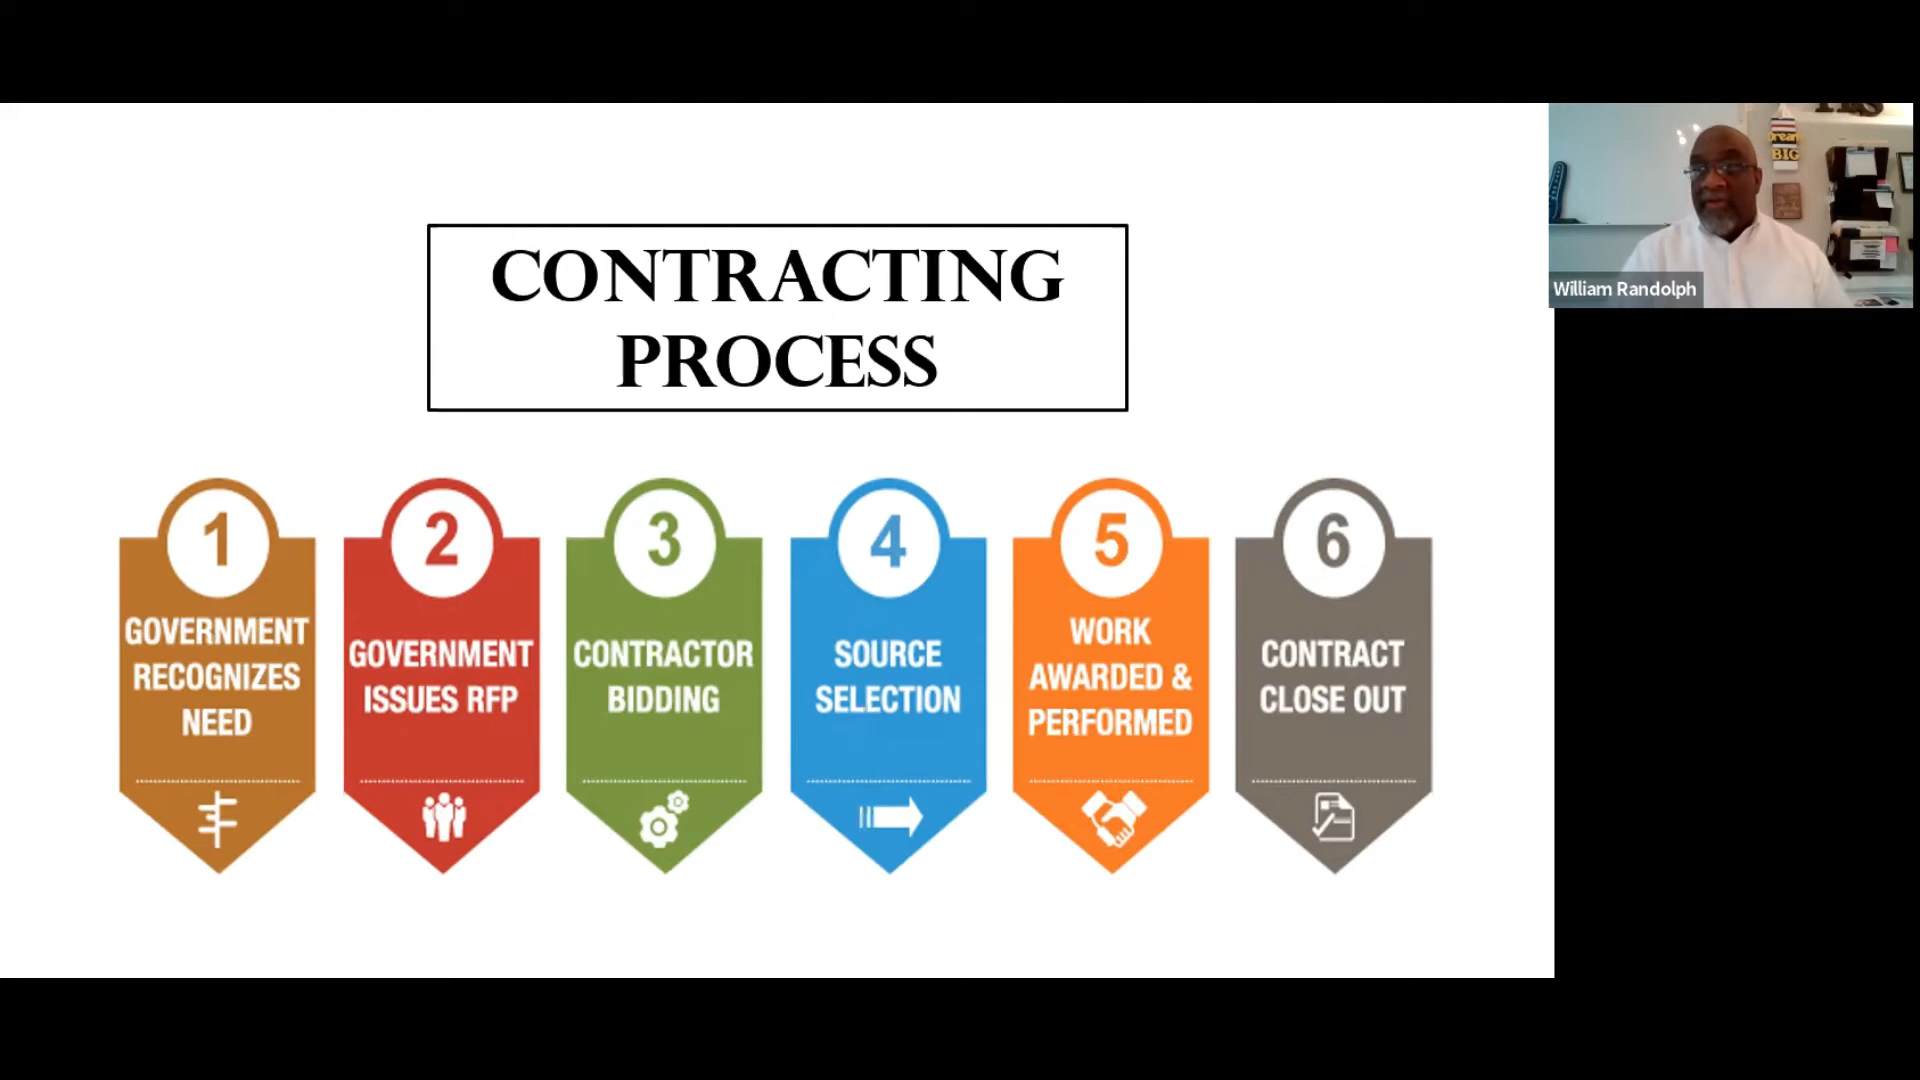 CONTRACTING
PROCESS
1
GOVERNMENT
RECOGNIZES
NEED
2
GOVERNMENT
ISSUES RFP
3
CONTRACTOR
BIDDING
4
SOURCE
SELECTION
5
WORK
AWARDED &
PERFORMED
6
CONTRACT
CLOSE OUT
BIG
William Randolph